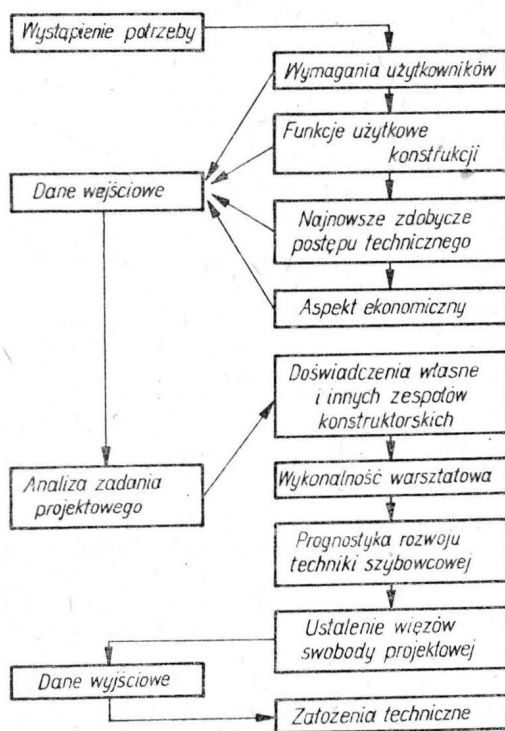 Wystąpienie potrzeby
Wymagania użytkowników
Funkcje użytkowe
konstrukcji
Dane wejściowe
Najnowsze zdobycze
postępu technicznego
Aspekt ekonomiczny
Doświadczenia własne
i innych zespołów
konstruktorskich
Analiza zadania
projektowego
Wykonalność warsztatowa
Prognostyka rozwoju
techniki szybowcowej
Ustalenie więzów
swobody projektowej
Dane wyjściowe
Założenia techniczne